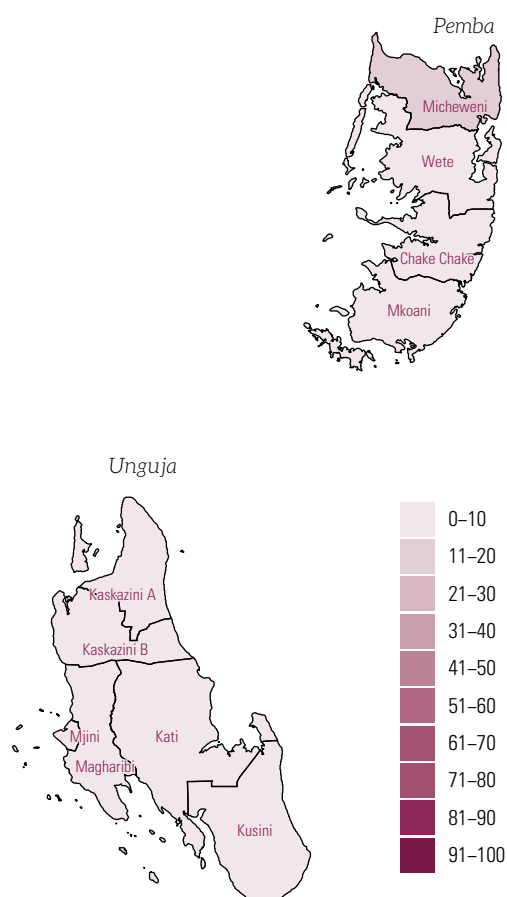 Pemba
Micheweni
Wete
Chake Chake
Mkoani
Unguja
Kaskazini A
Kaskazini B
Mjini
Kati
Magharibi
Kusini
0–10
11–20
21–30
31–40
41–50
51–60
61–70
71–80
81–90
91–100